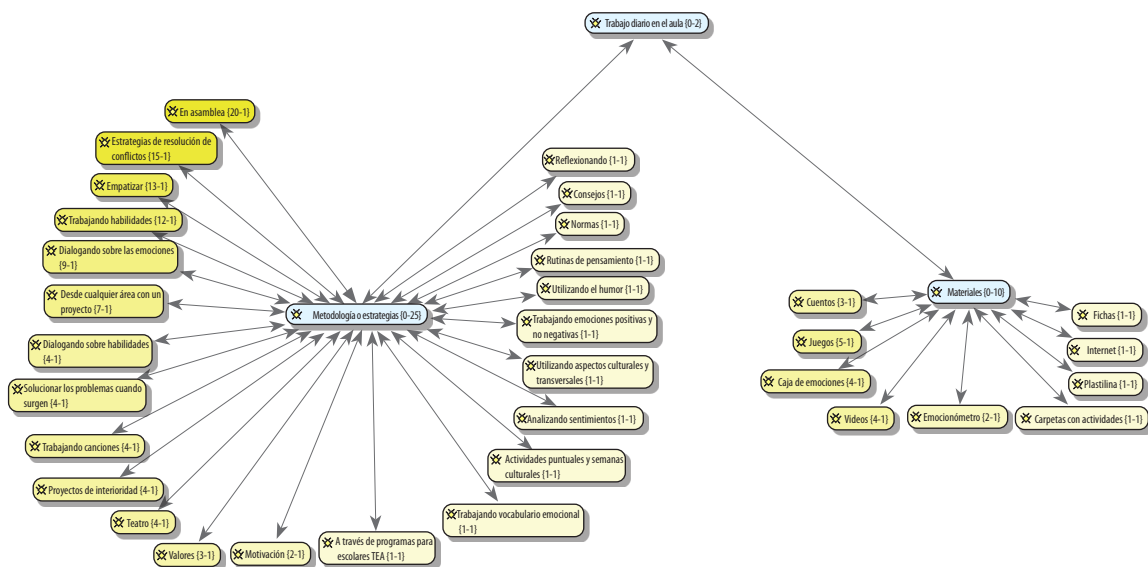 Trabajo diario en el aula {0-2}
En asamblea {20-1}
Estrategias de resolución de
conflictos {15-1}
Empatizar {13-1}
Trabajando habilidades {12-1}
Dialogando sobre las emociones
{9-1}
Desde cualquier área con un
proyecto {7-1}
Dialogando sobre habilidades
{4-1}
Solucionar los problemas cuando
surgen {4-1}
Trabajando canciones {4-1}
Proyectos de interioridad {4-1}
Teatro {4-1}
Valores {3-1}
Motivación {2-1}
A través de programas para
escolares TEA {1-1}
Metodología o estrategias {0-25}
Reflexionando {1-1}
Consejos {1-1}
Normas {1-1}
Rutinas de pensamiento {1-1}
Utilizando el humor {1-1}
Trabajando emociones positivas y
no negativas {1-1}
Utilizando aspectos culturales y
transversales {1-1}
Analizando sentimientos {1-1}
Actividades puntuales y semanas
culturales {1-1}
Trabajando vocabulario emocional
{1-1}
Materiales {0-10}
Cuentos {3-1}
Juegos {5-1}
Caja de emociones {4-1}
Videos {4-1}
Emocionómetro {2-1}
Carpetas con actividades {1-1}
Plastilina {1-1}
Internet {1-1}
Fichas {1-1}